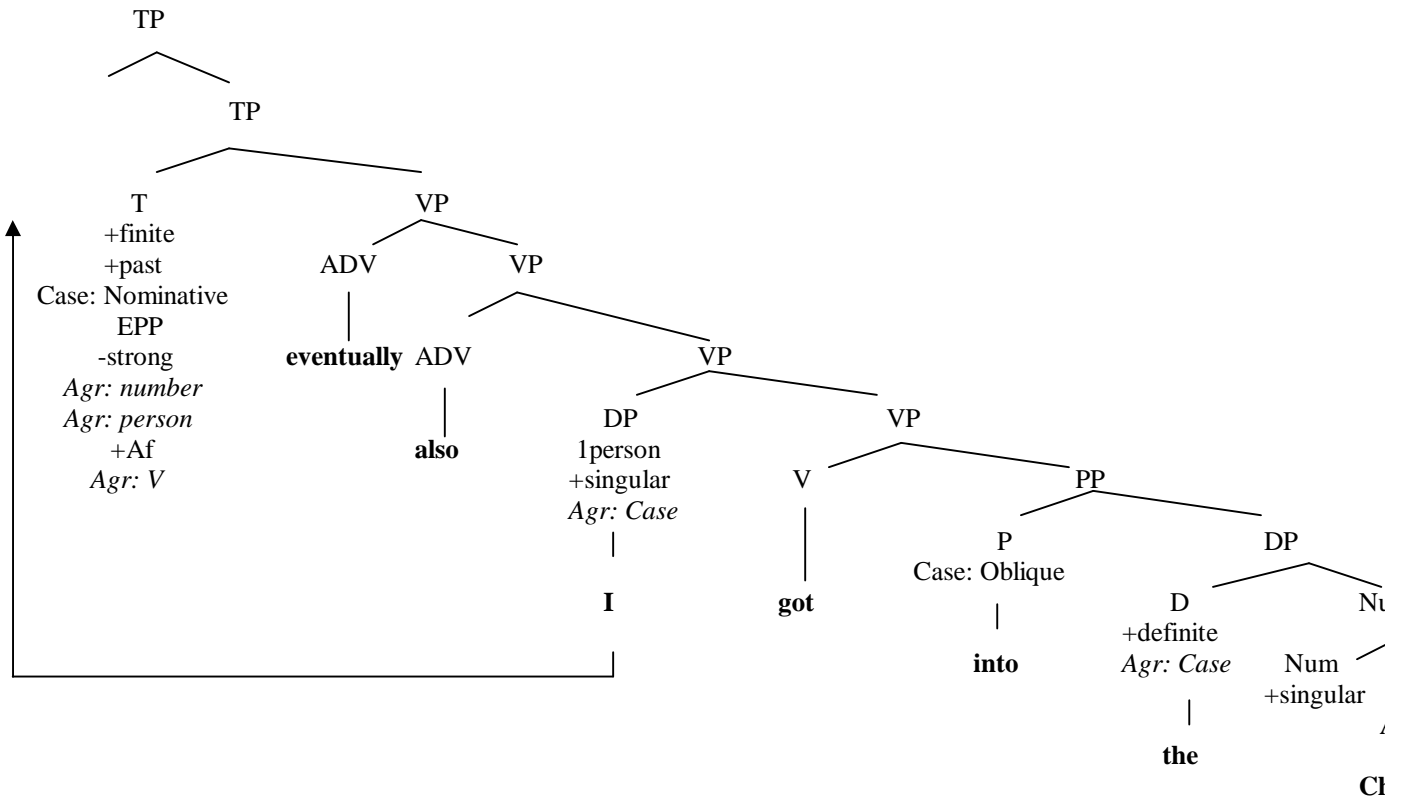 TP
TP
T VP
+finite
+past ADV VP
Case: Nominative
EPP
-strong eventually ADV VP
Agr: number
Agr: person DP VP
+Af also 1person
Agr: V +singular V PP
Agr: Case
P DP
Case: Oblique
I got D
+definite
into Agr: Case Num
+singular
the